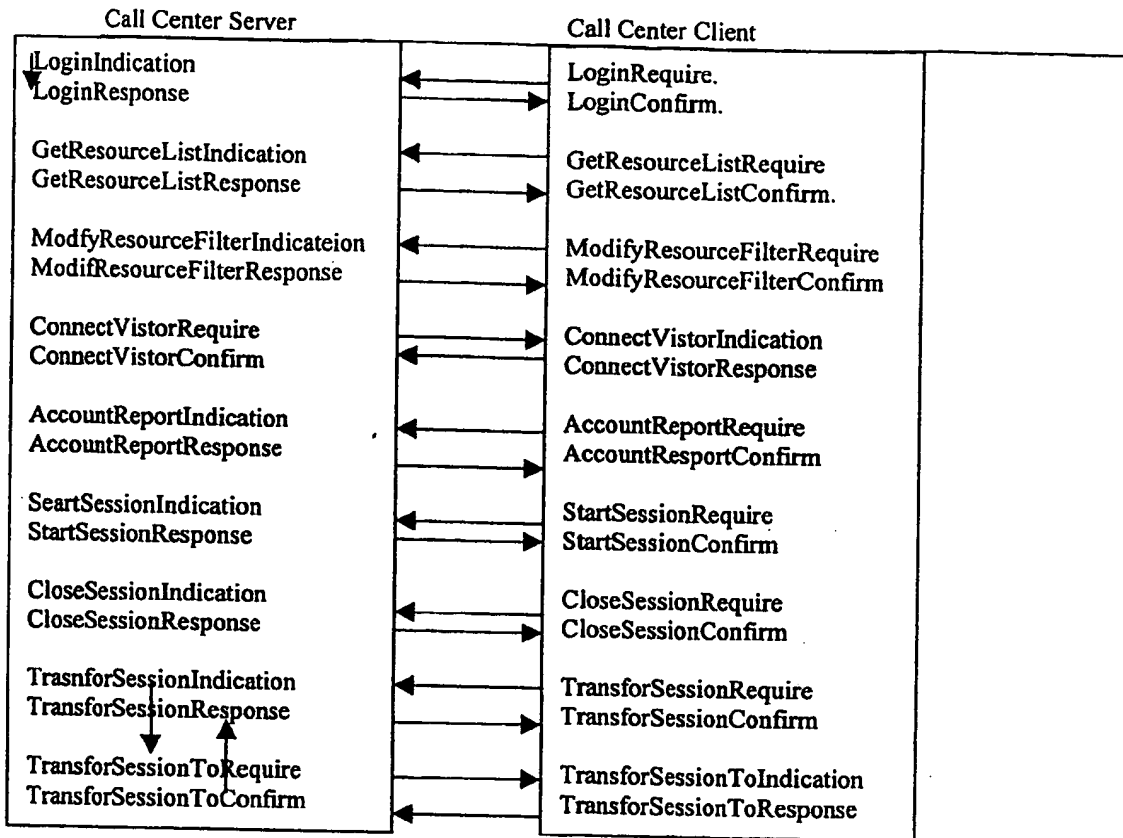 Call Center Server
Call Center Client
LoginIndication
LoginResponse
LoginRequire.
LoginConfirm.
GetResourceListIndication
GetResourceListResponse
GetResourceListRequire
GetResourceListConfirm.
ModfyResourceFilterIndicateion
ModifResourceFilterResponse
ModifyResourceFilterRequire
ModifyResourceFilterConfirm
ConnectVistorRequire
ConnectVistorConfirm
ConnectVistorIndication
ConnectVistorResponse
AccountReportIndication
AccountReportResponse
AccountReportRequire
AccountResportConfirm
SeartSessionIndication
StartSessionResponse
StartSessionRequire
StartSessionConfirm
CloseSessionIndication
CloseSessionResponse
CloseSessionRequire
CloseSessionConfirm
TrasnforSessionIndication
TransforSessionResponse
TransforSessionRequire
TransforSessionConfirm
TransforSessionToRequire
TransforSessionToConfirm
TransforSessionToIndication
TransforSessionToResponse